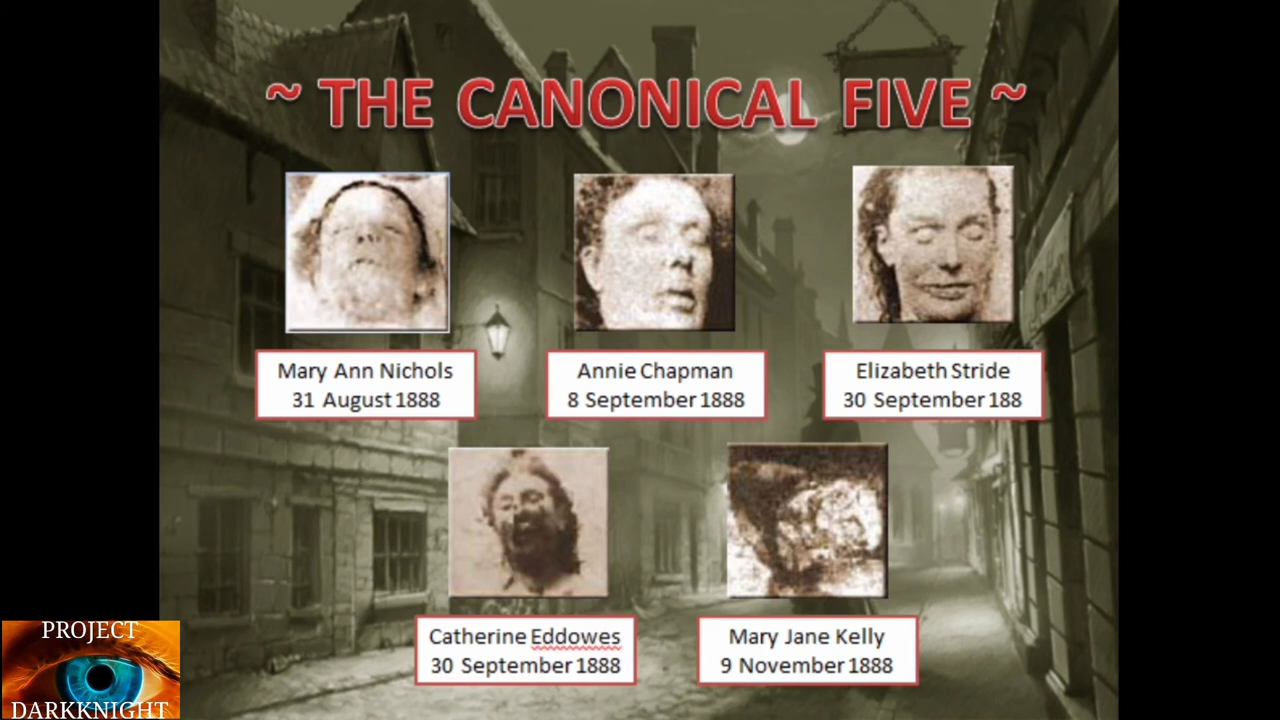 ~ THE CANONICAL FIVE ~
Mary Ann Nichols
31 August 1888
Annie Chapman
8 September 1888
Elizabeth Stride
30 September 188
Catherine Eddowes
30 September 1888
Mary Jane Kelly
9 November 1888
PROJECT
DARKKNIGHT